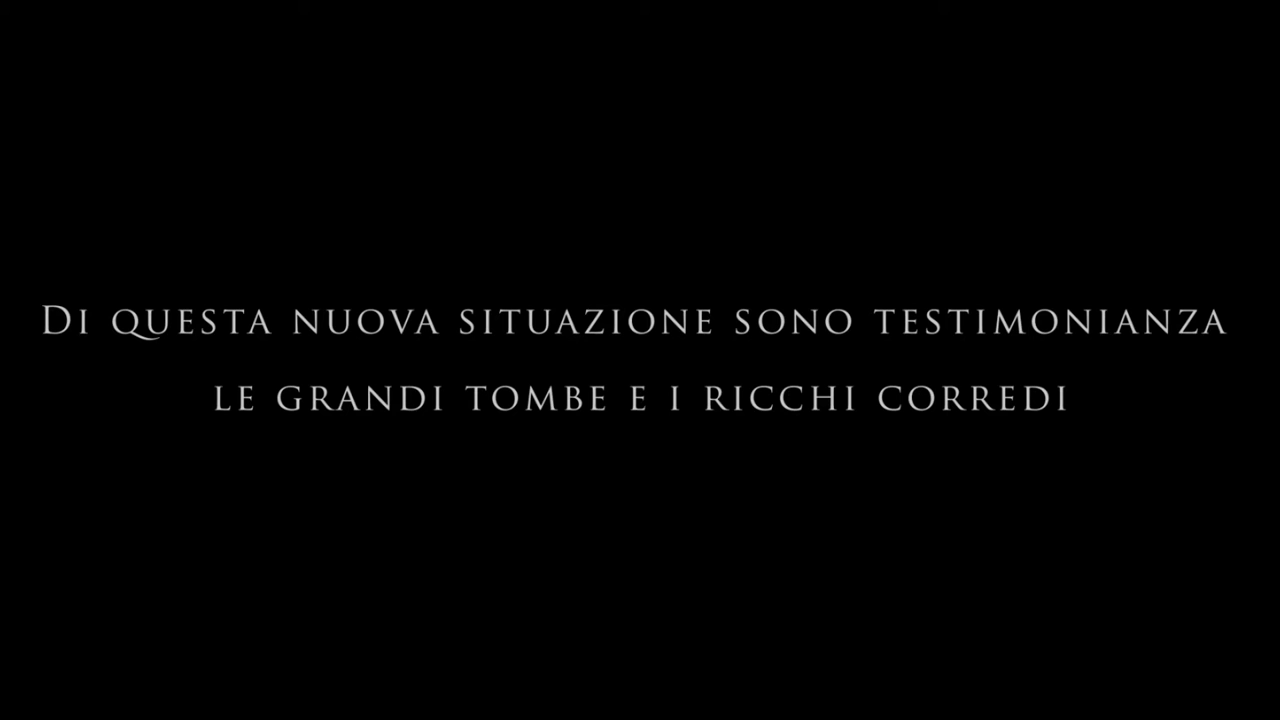 Di questa nuova situazione sono testimonianza
le grandi tombe e i ricchi corredi